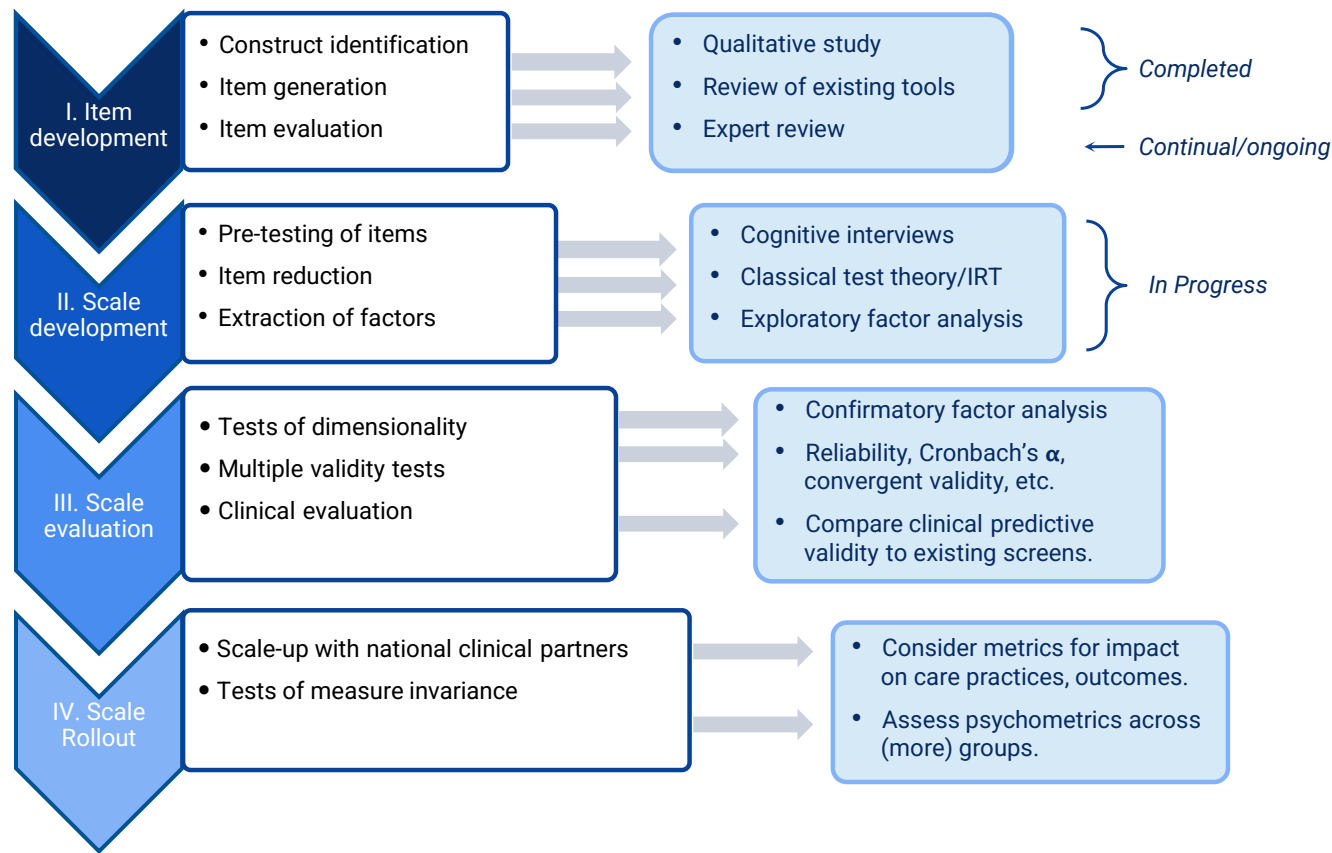 I. Item
development
• Construct identification
• Item generation
• Item evaluation
• Qualitative study
• Review of existing tools
• Expert review
Completed
Continual/ongoing
II. Scale
development
• Pre-testing of items
• Item reduction
• Extraction of factors
• Cognitive interviews
• Classical test theory/IRT
• Exploratory factor analysis
In Progress
III. Scale
evaluation
• Tests of dimensionality
• Multiple validity tests
• Clinical evaluation
• Confirmatory factor analysis
• Reliability, Cronbach's α,
convergent validity, etc.
• Compare clinical predictive
validity to existing screens.
IV. Scale
Rollout
• Scale-up with national clinical partners
• Tests of measure invariance
• Consider metrics for impact
on care practices, outcomes.
• Assess psychometrics across
(more) groups.